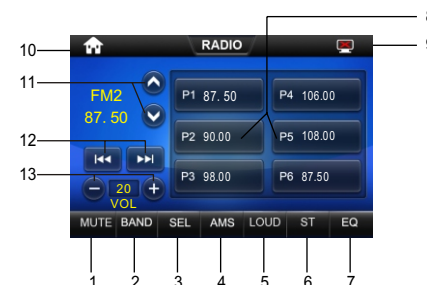 8
10 RADIO 9
11
FM2
87.50
P1 87.50 P4 106.00
P2 90.00 P5 108.00
12
P3 98.00 P6 87.50
13
20
VOL
MUTE BAND SEL AMS LOUD ST EQ
1 2 3 4 5 6 7